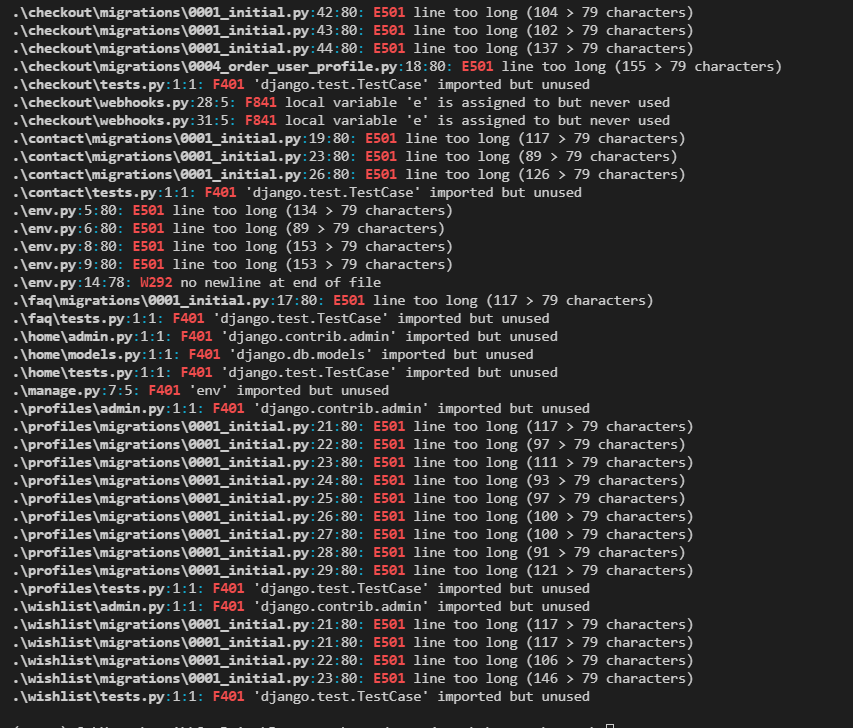 .\checkout\migrations\0001_initial.py:42:80: E501 line too long (104 > 79 characters)
.\checkout\migrations\0001_initial.py:43:80: E501 line too long (102 > 79 characters)
.\checkout\migrations\0001_initial.py:44:80: E501 line too long (137 > 79 characters)
.\checkout\migrations\0004_order_user_profile.py:18:80: E501 line too long (155 > 79 characters)
.\checkout\tests.py:1:1: F401 'django.test.TestCase' imported but unused
.\checkout\webhooks.py:28:5: F841 local variable 'e' is assigned to but never used
.\checkout\webhooks.py:31:5: F841 local variable 'e' is assigned to but never used
.\contact\migrations\0001_initial.py:19:80: E501 line too long (117 > 79 characters)
.\contact\migrations\0001_initial.py:23:80: E501 line too long (89 > 79 characters)
.\contact\migrations\0001_initial.py:26:80: E501 line too long (126 > 79 characters)
.\contact\tests.py:1:1: F401 'django.test.TestCase' imported but unused
.\env.py:5:80: E501 line too long (134 > 79 characters)
.\env.py:6:80: E501 line too long (89 > 79 characters)
.\env.py:8:80: E501 line too long (153 > 79 characters)
.\env.py:9:80: E501 line too long (153 > 79 characters)
.\env.py:14:78: W292 no newline at end of file
.\faq\migrations\0001_initial.py:17:80: E501 line too long (117 > 79 characters)
.\faq\tests.py:1:1: F401 'django.test.TestCase' imported but unused
.\home\admin.py:1:1: F401 'django.contrib.admin' imported but unused
.\home\models.py:1:1: F401 'django.db.models' imported but unused
.\home\tests.py:1:1: F401 'django.test.TestCase' imported but unused
.\manage.py:7:5: F401 'env' imported but unused
.\profiles\admin.py:1:1: F401 'django.contrib.admin' imported but unused
.\profiles\migrations\0001_initial.py:21:80: E501 line too long (117 > 79 characters)
.\profiles\migrations\0001_initial.py:22:80: E501 line too long (97 > 79 characters)
.\profiles\migrations\0001_initial.py:23:80: E501 line too long (111 > 79 characters)
.\profiles\migrations\0001_initial.py:24:80: E501 line too long (93 > 79 characters)
.\profiles\migrations\0001_initial.py:25:80: E501 line too long (97 > 79 characters)
.\profiles\migrations\0001_initial.py:26:80: E501 line too long (100 > 79 characters)
.\profiles\migrations\0001_initial.py:27:80: E501 line too long (100 > 79 characters)
.\profiles\migrations\0001_initial.py:28:80: E501 line too long (91 > 79 characters)
.\profiles\migrations\0001_initial.py:29:80: E501 line too long (121 > 79 characters)
.\profiles\tests.py:1:1: F401 'django.test.TestCase' imported but unused
.\wishlist\admin.py:1:1: F401 'django.contrib.admin' imported but unused
.\wishlist\migrations\0001_initial.py:21:80: E501 line too long (117 > 79 characters)
.\wishlist\migrations\0001_initial.py:21:80: E501 line too long (117 > 79 characters)
.\wishlist\migrations\0001_initial.py:22:80: E501 line too long (106 > 79 characters)
.\wishlist\migrations\0001_initial.py:23:80: E501 line too long (146 > 79 characters)
.\wishlist\tests.py:1:1: F401 'django.test.TestCase' imported but unused